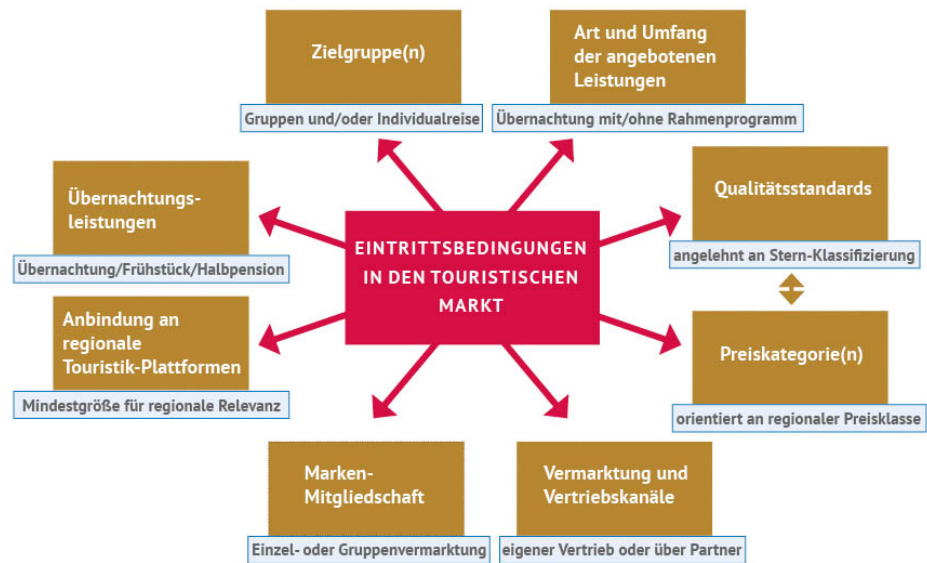 Zielgruppe(n)
Gruppen und/oder Individualreise
Art und Umfang
der angebotenen
Leistungen
Übernachtung mit/ohne Rahmenprogramm
Übernachtungs-
leistungen
Übernachtung/Frühstück/Halbpension
Qualitätsstandards
angelehnt an Stern-Klassifizierung
EINTRITTSBEDINGUNGEN
IN DEN TOURISTISCHEN
MARKT
Anbindung an
regionale
Touristik-Plattformen
Mindestgröße für regionale Relevanz
Preiskategorie(n)
orientiert an regionaler Preisklasse
Marken-
Mitgliedschaft
Einzel- oder Gruppenvermarktung
Vermarktung und
Vertriebskanäle
eigener Vertrieb oder über Partner